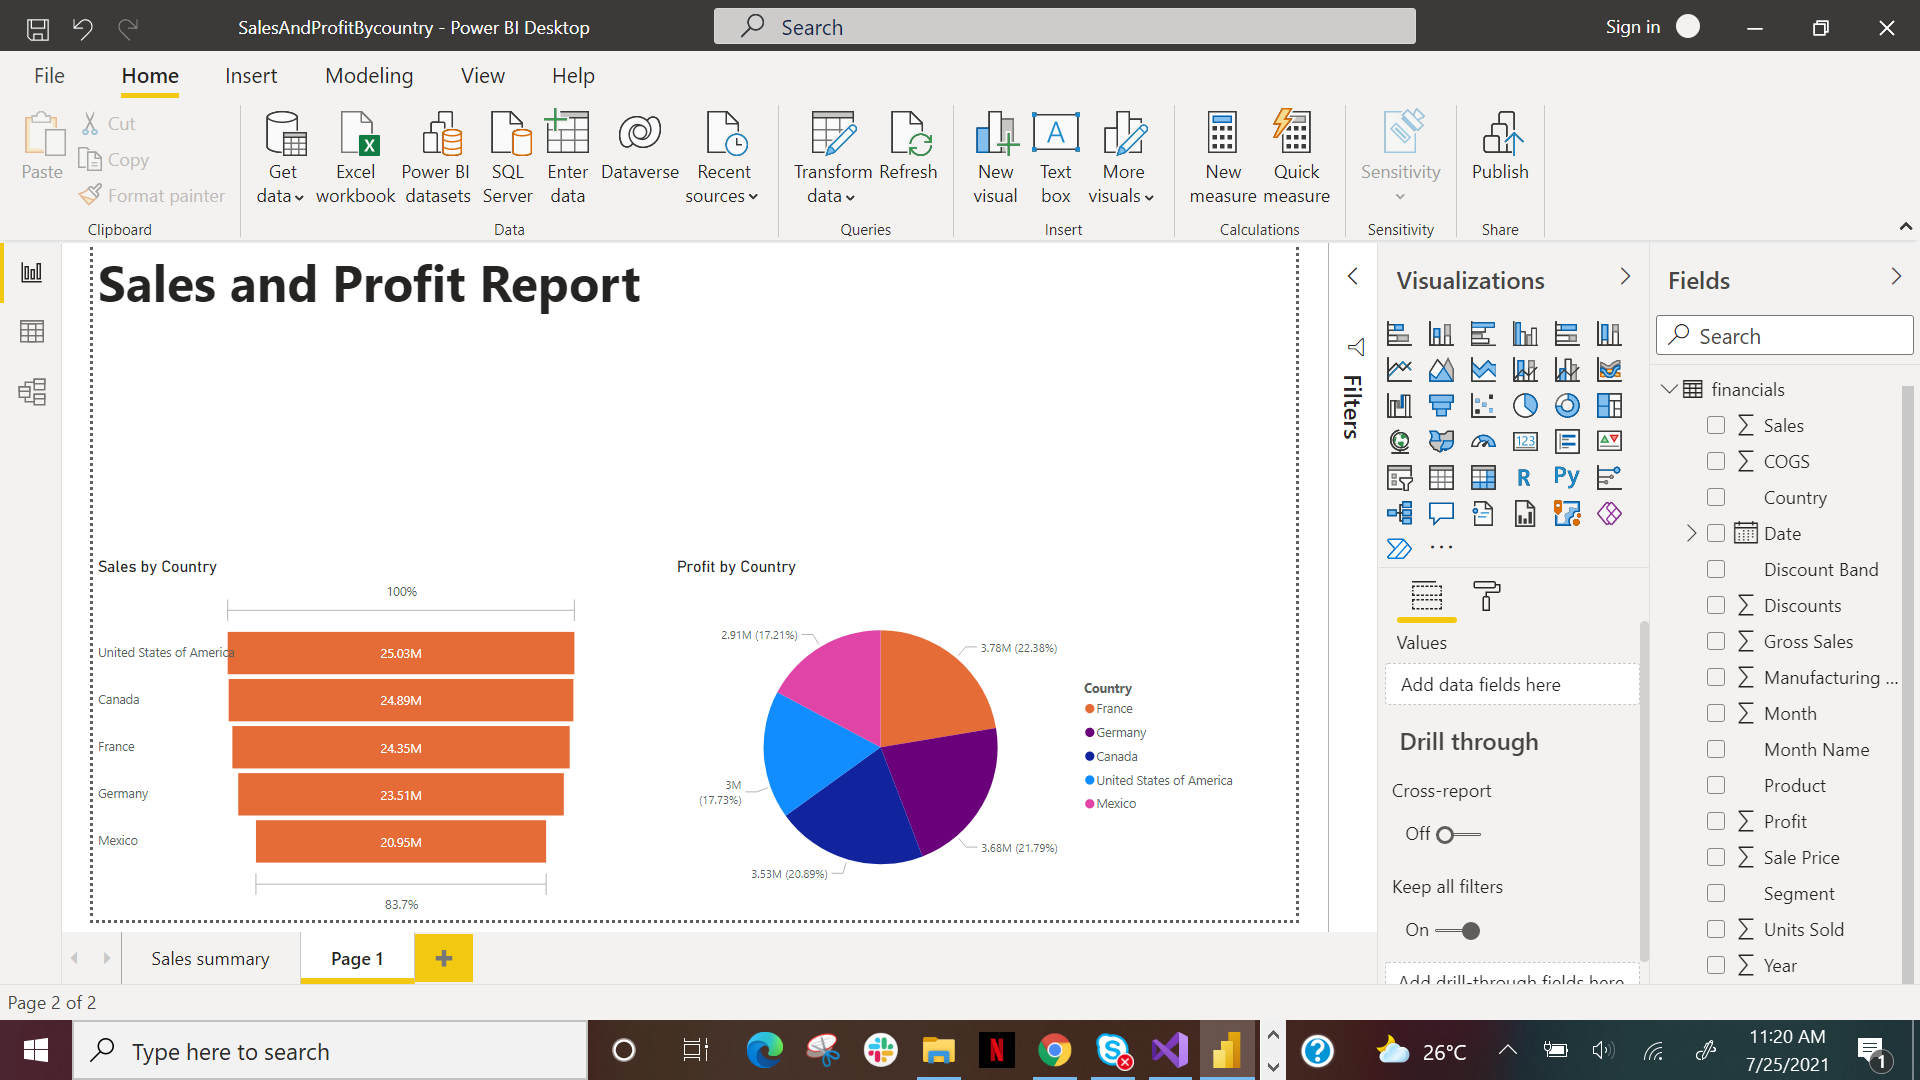 SalesAndProfitBycountry - Power BI Desktop
Search
Sign in
File
Home
Insert
Modeling
View
Help
Paste
Cut
Copy
Format painter
Clipboard
Get data
Excel workbook
Power BI datasets
SQL Server
Enter data
Dataverse
Recent sources
Data
Transform data
Refresh
Queries
New visual
A
Text box
More visuals
Insert
New measure
Quick measure
Calculations
Sensitivity
Sensitivity
Publish
Share
Sales and Profit Report
Sales by Country
100%
United States of America 25.03M
Canada 24.89M
France 24.35M
Germany 23.51M
Mexico 20.95M
83.7%
Profit by Country
2.91M (17.21%)
3.78M (22.38%)
3M
(17.73%)
3.53M (20.89%)
3.68M (21.79%)
Country
France
Germany
Canada
United States of America
Mexico
Filters
Visualizations
123
R
Py
Values
Add data fields here
Drill through
Cross-report
Off
Keep all filters
On
Add drill-through fields here
Fields
Search
financials
Sales
COGS
Country
Date
Discount Band
Discounts
Gross Sales
Manufacturing ...
Month
Month Name
Product
Profit
Sale Price
Segment
Units Sold
Year
Sales summary
Page 1
Page 2 of 2
Type here to search
N
S
?
26°C
11:20 AM
7/25/2021
1